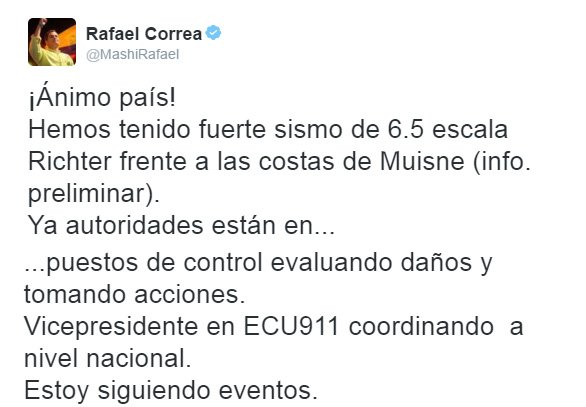 Rafael Correa
@MashiRafael
¡Ánimo país!
Hemos tenido fuerte sismo de 6.5 escala
Richter frente a las costas de Muisne (info.
preliminar).
Ya autoridades están en...
...puestos de control evaluando daños y
tomando acciones.
Vicepresidente en ECU911 coordinando  a
nivel nacional.
Estoy siguiendo eventos.